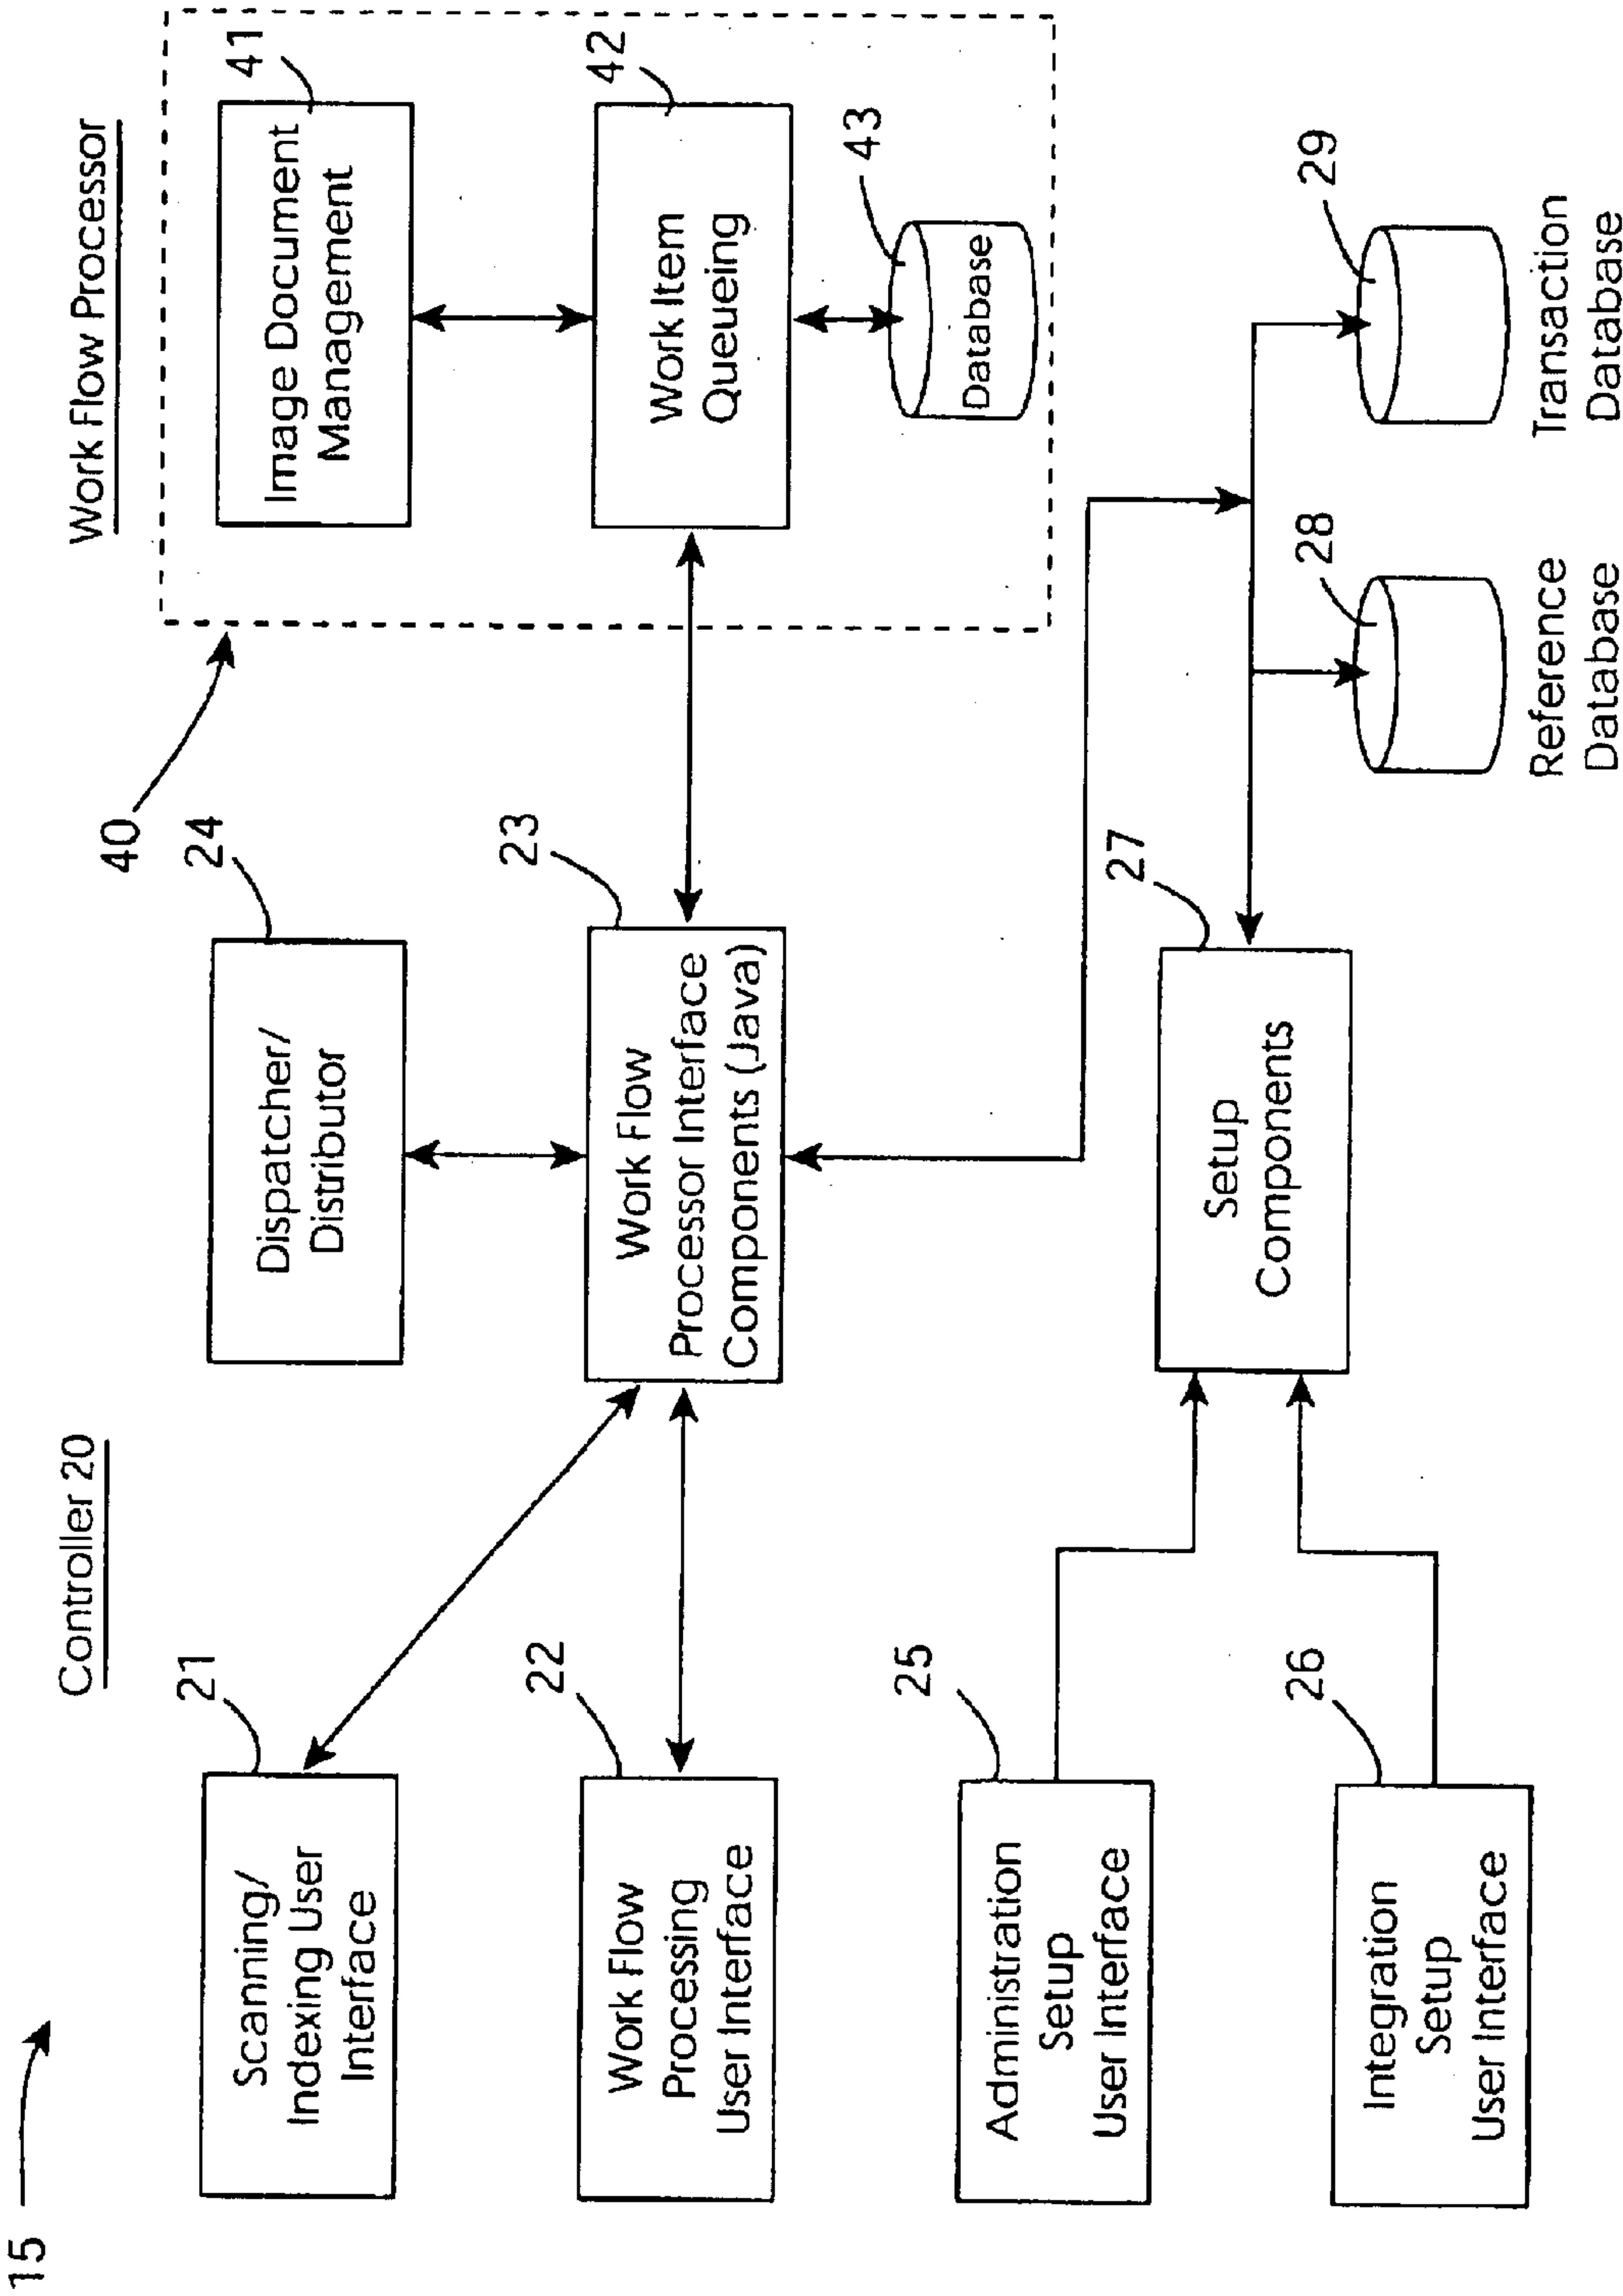 15
Controller 20
Work Flow Processor
40
21
Scanning/
Indexing User
Interface
24
Dispatcher/
Distributor
41
Image Document
Management
22
Work Flow
Processing
User Interface
23
Work Flow
Processor Interface
Components (Java)
42
Work Item
Queueing
43
Database
25
Administration
Setup
User Interface
27
Setup
Components
26
Integration
Setup
User Interface
28
Reference
Database
29
Transaction
Database